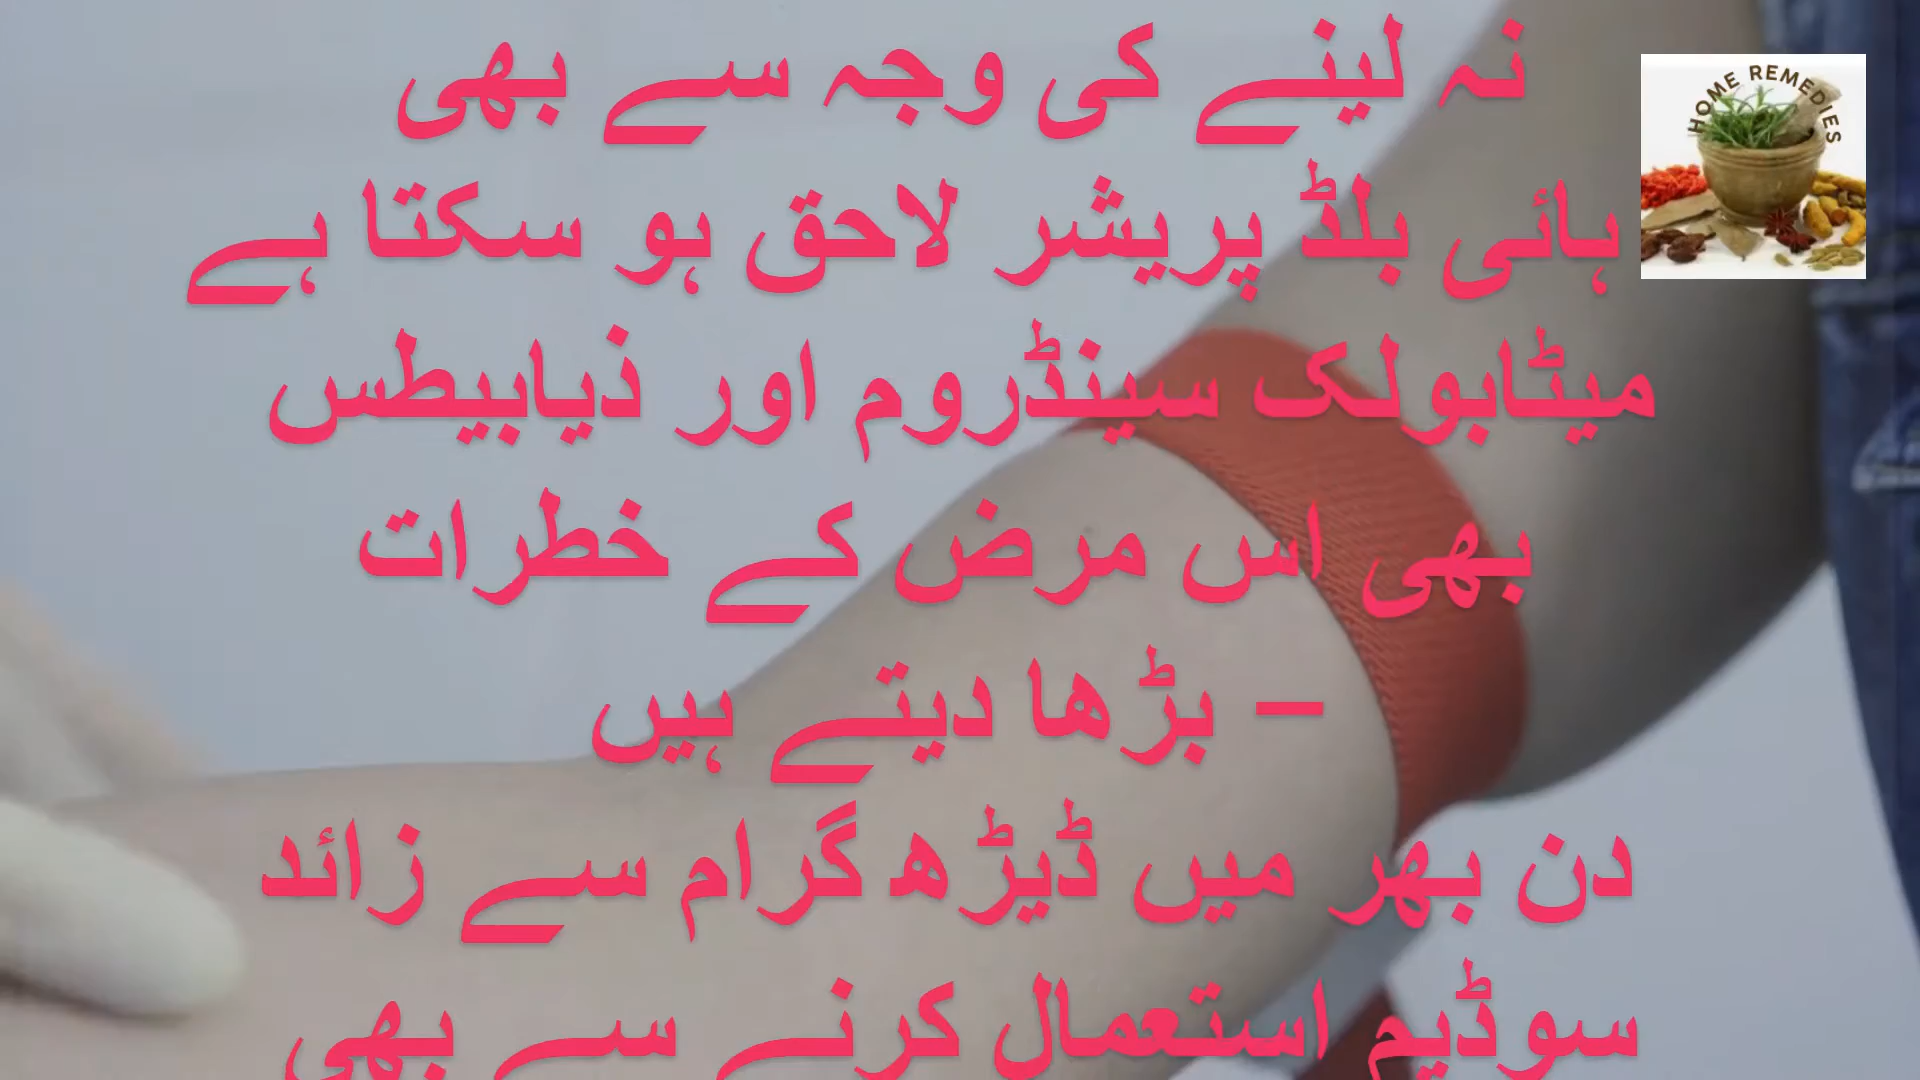 نہ لینے کی وجہ سے بھی
ہائی بلڈ پریشر لاحق ہو سکتا ہے
میٹابولک سینڈروم اور ذیابیطس
بھی اس مرض کے خطرات
– بڑھا دیتے ہیں
دن بھر میں ڈیڑھ گرام سے زائد
سوڈیم استعمال کرنے سے بھی
HOME REMEDIES